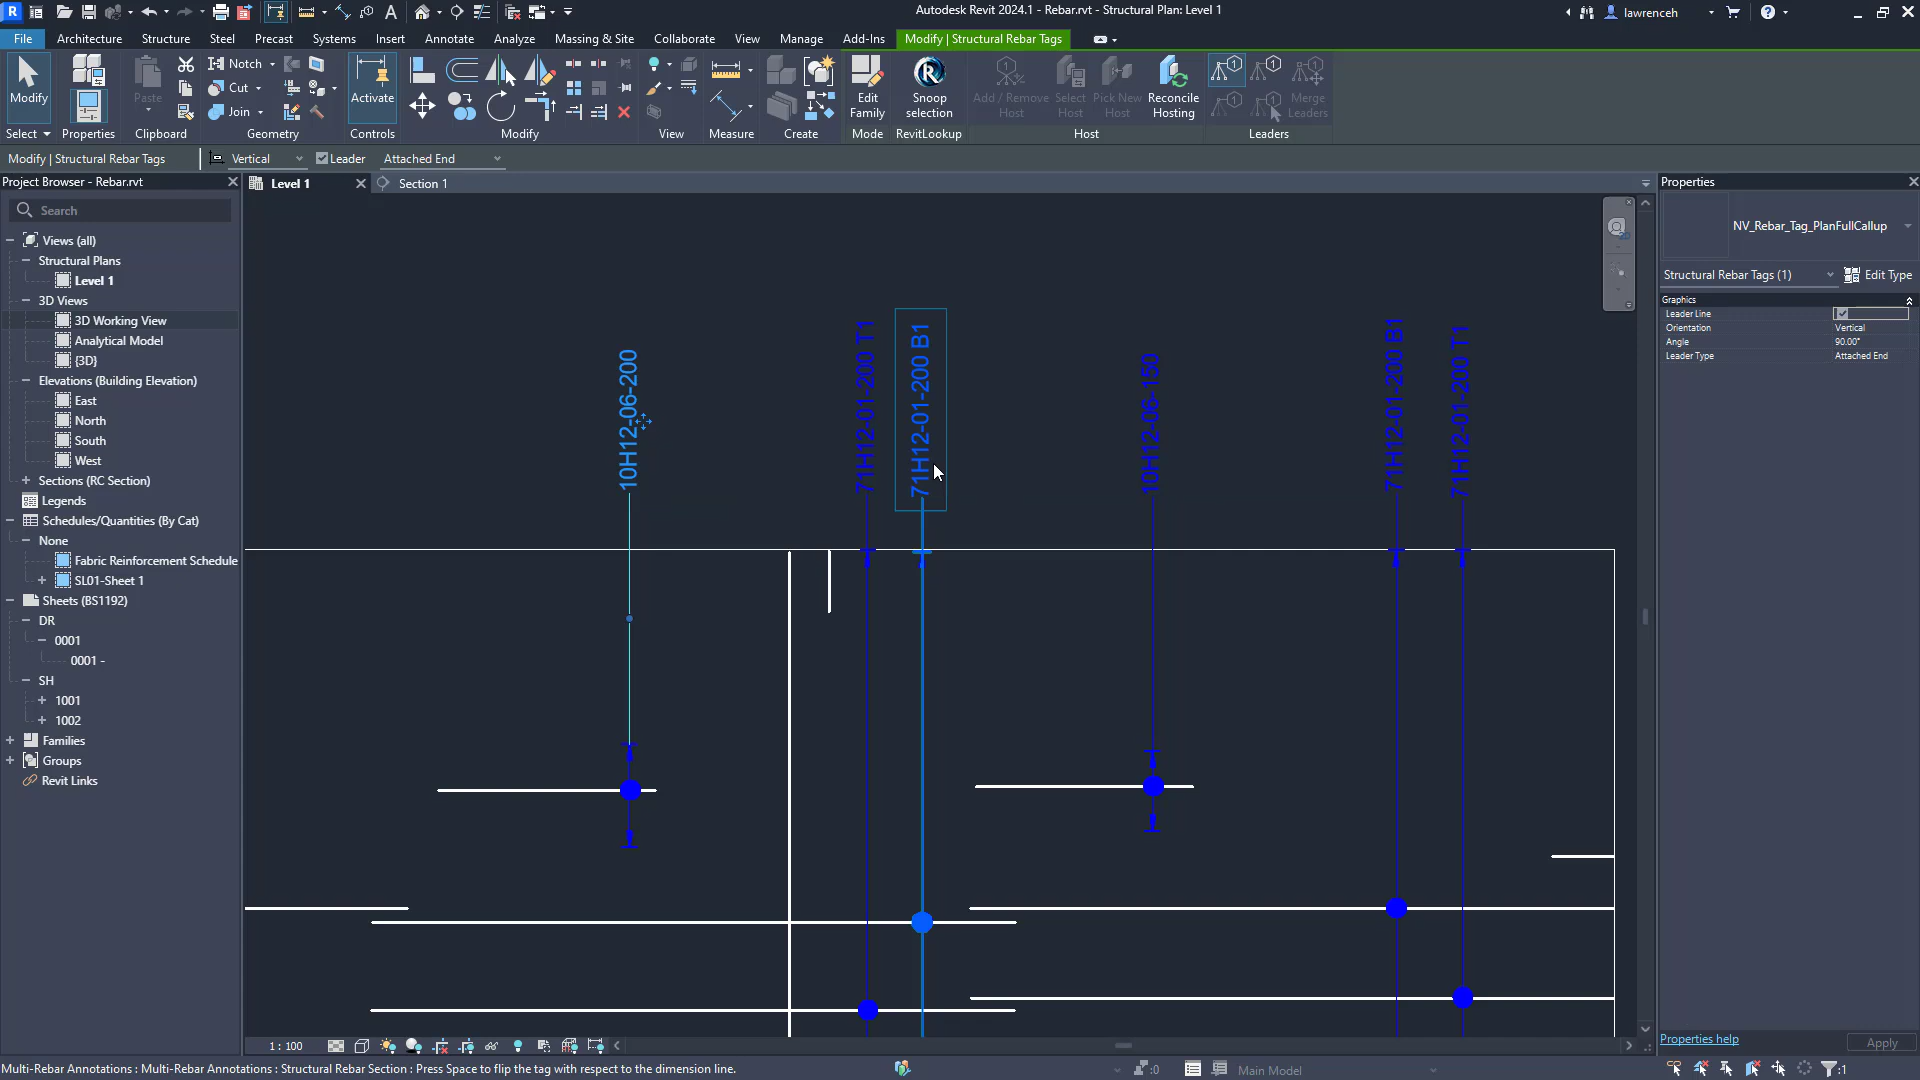 Autodesk Revit 2024.1 - Rebar.rvt - Structural Plan: Level 1
lawrenceh
File Architecture Structure Steel Precast Systems Insert Annotate Analyze Massing & Site Collaborate View Manage Add-Ins Modify | Structural Rebar Tags
Modify
Paste
Notch
Cut
Join
Activate
Edit Family
Snoop selection
Add / Remove Host
Select Host
Pick New Host
Reconcile Hosting
Merge Leaders
Select Properties Clipboard Geometry Controls Modify View Measure Create Mode RevitLookup Host Leaders
Modify | Structural Rebar Tags Vertical Leader Attached End
Project Browser - Rebar.rvt
Search
Views (all)
Structural Plans
Level 1
3D Views
3D Working View
Analytical Model
{3D}
Elevations (Building Elevation)
East
North
South
West
Sections (RC Section)
Legends
Schedules/Quantities (By Cat)
None
Fabric Reinforcement Schedule
SL01-Sheet 1
Sheets (BS1192)
DR
0001
0001 -
SH
1001
1002
Families
Groups
Revit Links
Level 1
Section 1
10H12-06-200
71H12-01-200 T1
71H12-01-200 B1
10H12-06-150
71H12-01-200 B1
71H12-01-200 T1
Properties
NV_Rebar_Tag_PlanFullCallup
Structural Rebar Tags (1) Edit Type
Graphics
Leader Line
Orientation Vertical
Angle 90.00°
Leader Type Attached End
Properties help Apply
1 : 100
Multi-Rebar Annotations : Multi-Rebar Annotations : Structural Rebar Section : Press Space to flip the tag with respect to the dimension line.
:0
Main Model
:1